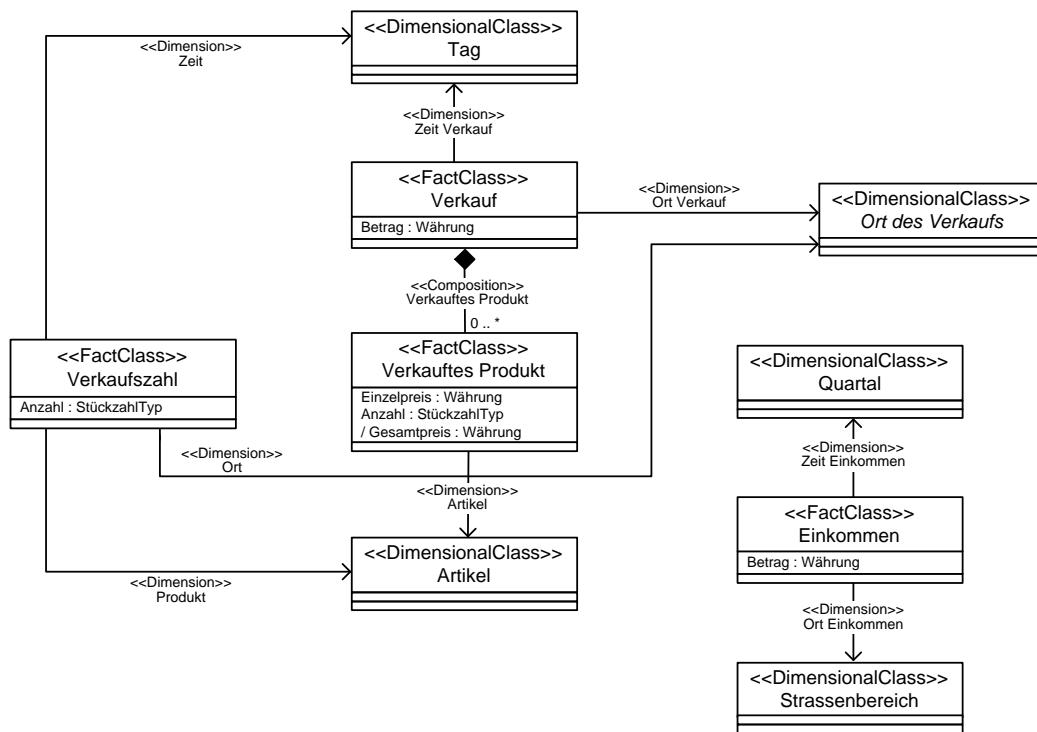 <<DimensionalClass>>
Tag
<<Dimension>>
Zeit
<<Dimension>>
Zeit Verkauf
<<FactClass>>
Verkauf
Betrag : Währung
<<Dimension>>
Ort Verkauf
<<DimensionalClass>>
Ort des Verkaufs
<<Composition>>
Verkauftes Produkt
0 .. *
<<FactClass>>
Verkaufszahl
Anzahl : StückzahlTyp
<<FactClass>>
Verkauftes Produkt
Einzelpreis : Währung
Anzahl : StückzahlTyp
/ Gesamtpreis : Währung
<<DimensionalClass>>
Quartal
<<Dimension>>
Ort
<<Dimension>>
Zeit Einkommen
<<Dimension>>
Artikel
<<FactClass>>
Einkommen
Betrag : Währung
<<DimensionalClass>>
Artikel
<<Dimension>>
Produkt
<<Dimension>>
Ort Einkommen
<<DimensionalClass>>
Strassenbereich